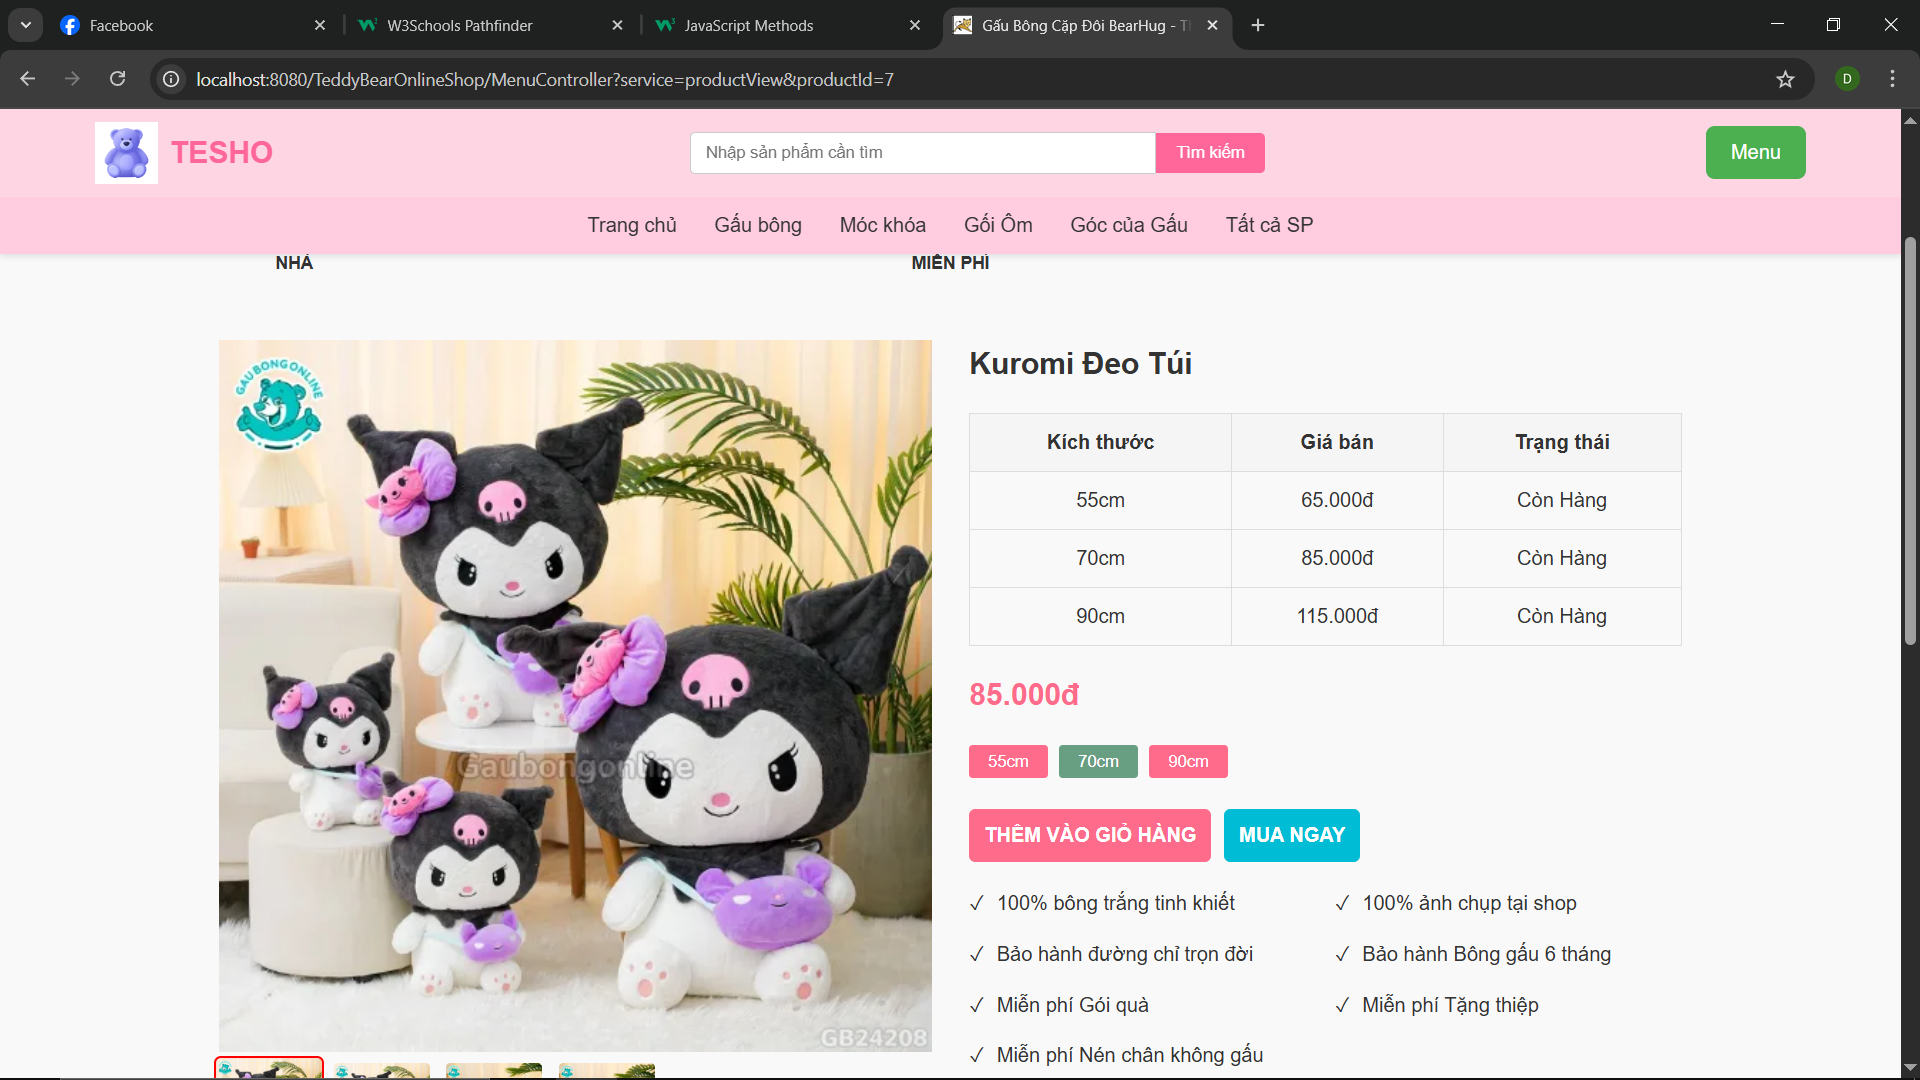 Facebook
W3Schools Pathfinder
JavaScript Methods
Gấu Bông Cặp Đôi BearHug - T
localhost:8080/TeddyBearOnlineShop/MenuController?service=productView&productId=7
D
TESHO
Nhập sản phẩm cần tìm
Tìm kiếm
Menu
Trang chủ
Gấu bông
Móc khóa
Gối Ôm
Góc của Gấu
Tất cả SP
NHÀ
MIỄN PHÍ
GAUBONGONLINE
Gaubongonline
GB24208
Kuromi Đeo Túi
Kích thước Giá bán Trạng thái
55cm 65.000đ Còn Hàng
70cm 85.000đ Còn Hàng
90cm 115.000đ Còn Hàng
85.000đ
55cm 70cm 90cm
THÊM VÀO GIỎ HÀNG MUA NGAY
✓ 100% bông trắng tinh khiết
✓ 100% ảnh chụp tại shop
✓ Bảo hành đường chỉ trọn đời
✓ Bảo hành Bông gấu 6 tháng
✓ Miễn phí Gói quà
✓ Miễn phí Tặng thiệp
✓ Miễn phí Nén chân không gấu